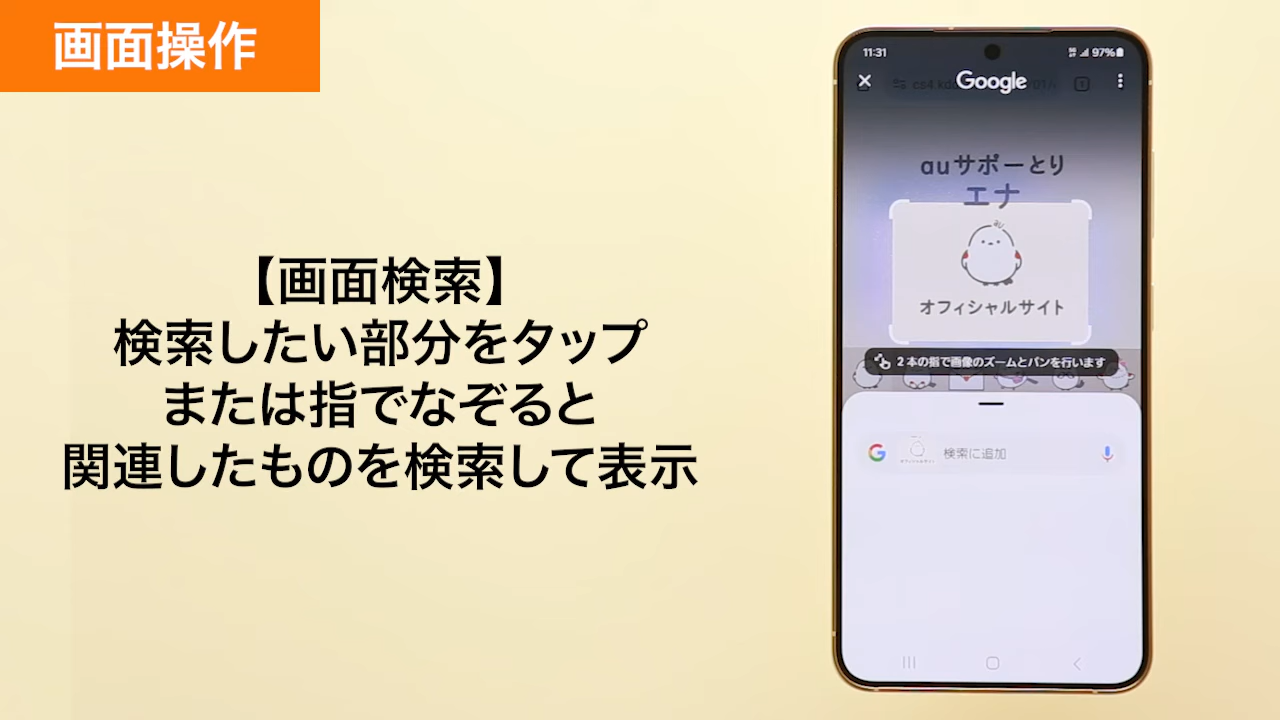 画面操作
【画面検索】
検索したい部分をタップ
または指でなぞると
関連したものを検索して表示
11:31
97%
Google
auサポーとり
エナ
au
オフィシャルサイト
2 本の指で画像のズームとパンを行います
検索に追加